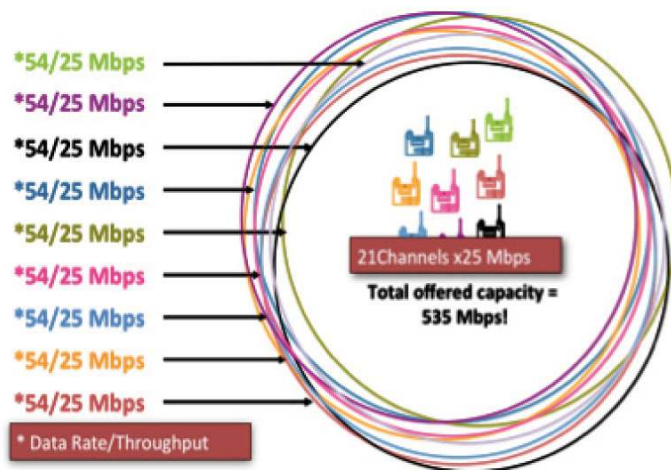 *54/25 Mbps
*54/25 Mbps
*54/25 Mbps
*54/25 Mbps
*54/25 Mbps
*54/25 Mbps
*54/25 Mbps
*54/25 Mbps
*54/25 Mbps
* Data Rate/Throughput
21Channels x25 Mbps
Total offered capacity =
535 Mbps!